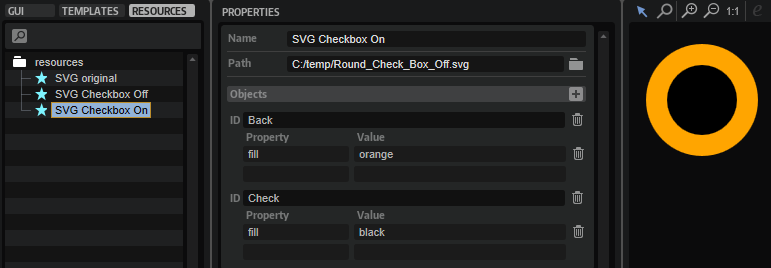 GUI TEMPLATES RESOURCES
resources
SVG original
SVG Checkbox Off
SVG Checkbox On
PROPERTIES
Name SVG Checkbox On
Path C:/temp/Round_Check_Box_Off.svg
Objects
ID Back
Property Value
fill orange
ID Check
Property Value
fill black
1:1 e